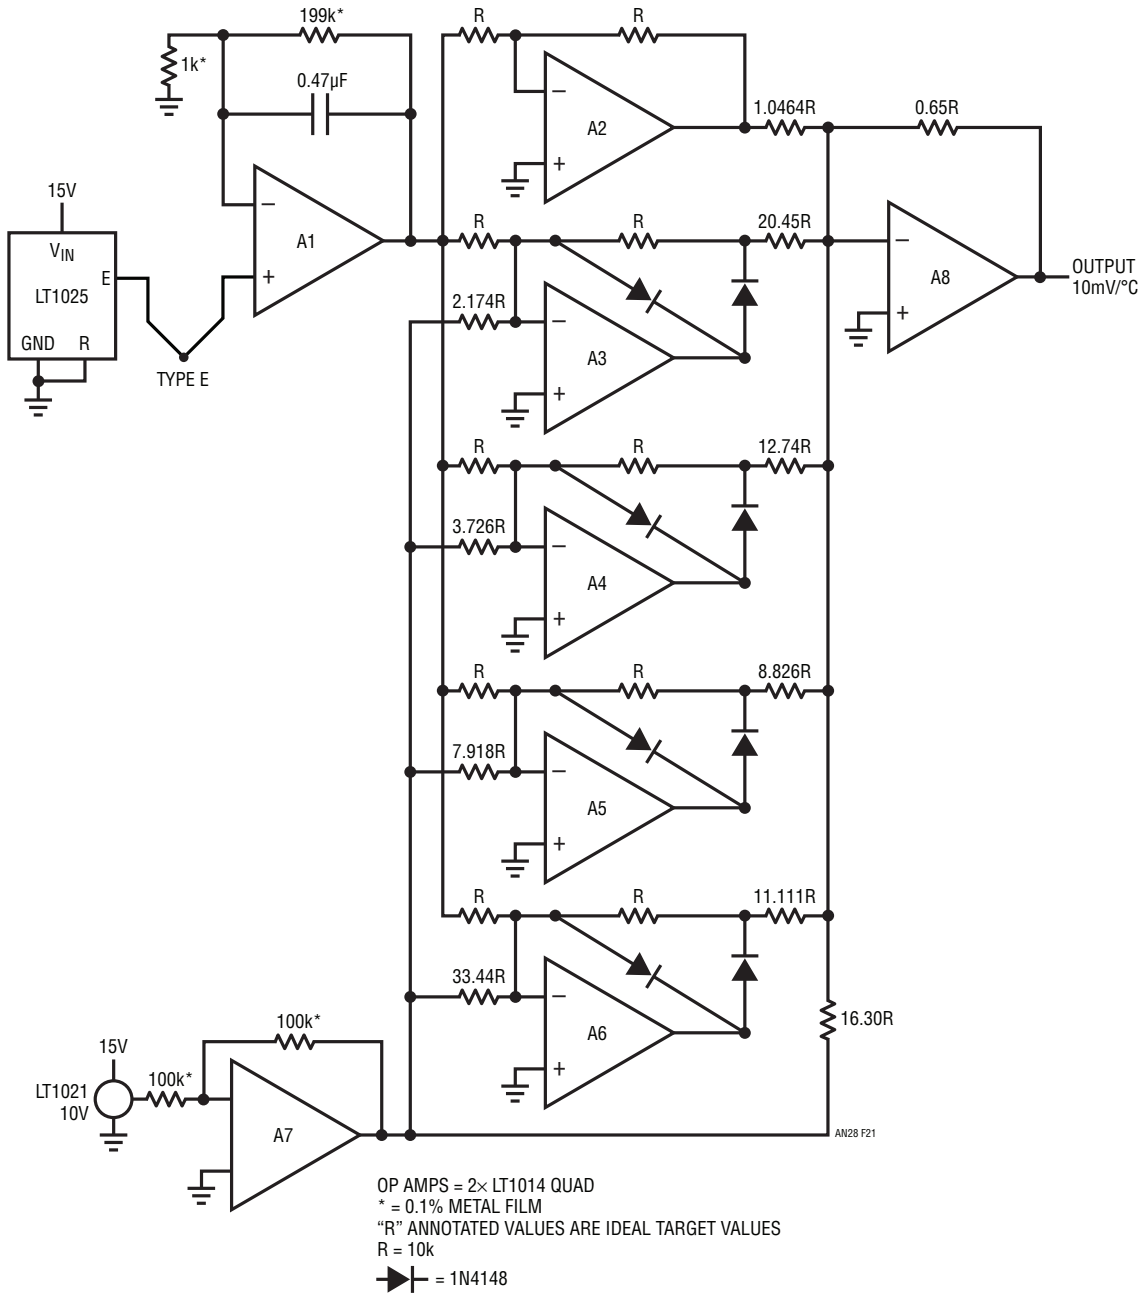 199k*
R
R
1k*
0.47µF
−
A2
+
1.0464R
0.65R
15V
VIN
E
LT1025
GND R
TYPE E
−
A1
+
R
R
20.45R
2.174R
−
A3
+
−
A8
+
OUTPUT
10mV/°C
R
R
12.74R
3.726R
−
A4
+
R
R
8.826R
7.918R
−
A5
+
R
R
11.111R
33.44R
−
A6
+
16.30R
100k*
15V
100k*
LT1021
10V
A7
AN28 F21
OP AMPS = 2× LT1014 QUAD
* = 0.1% METAL FILM
“R” ANNOTATED VALUES ARE IDEAL TARGET VALUES
R = 10k
= 1N4148